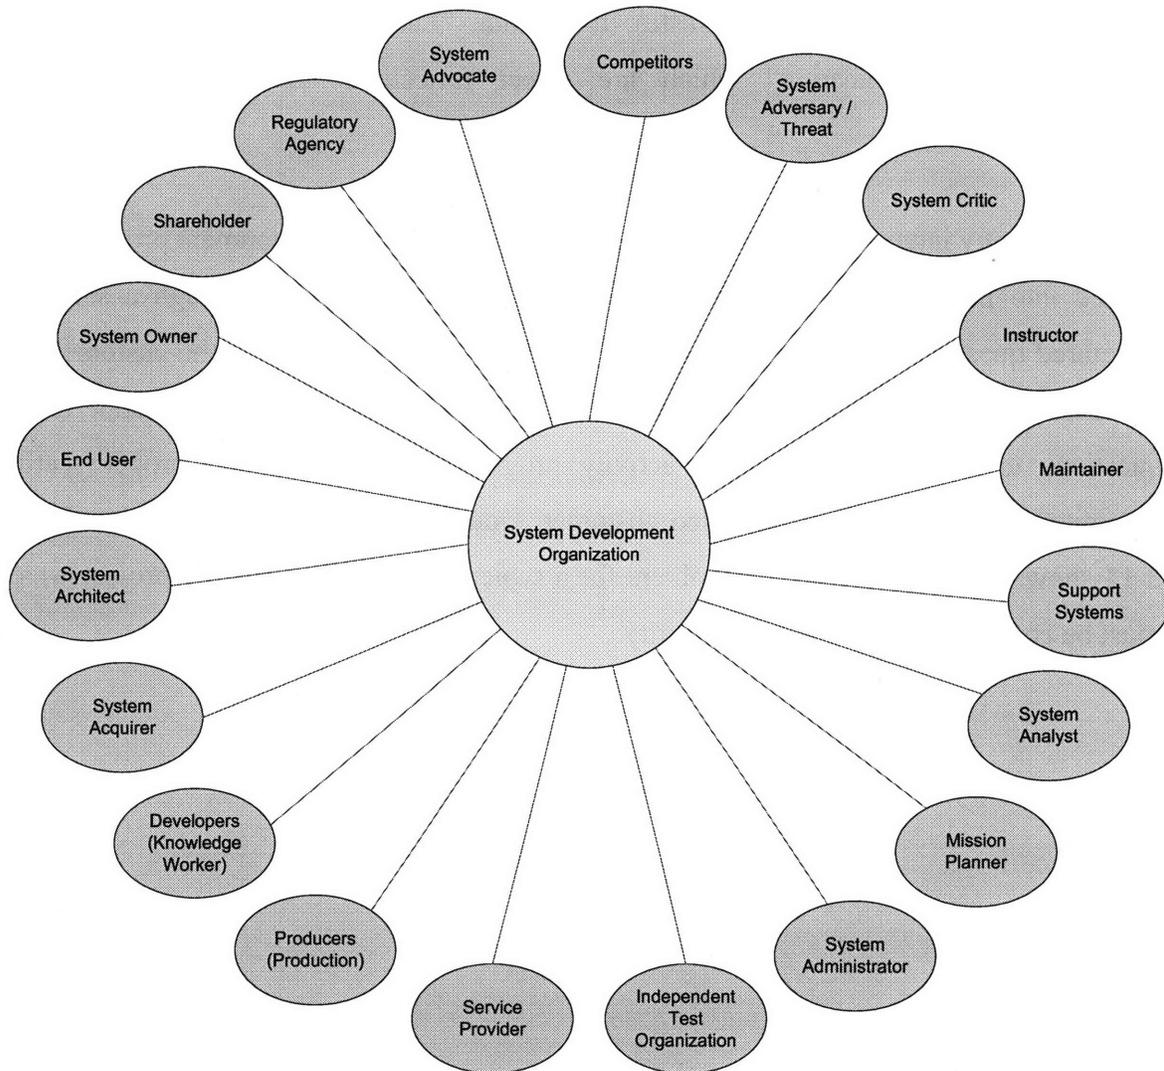 System
Advocate
Competitors
System
Adversary /
Threat
Regulatory
Agency
System Critic
Shareholder
Instructor
System Owner
End User
Maintainer
System Development
Organization
System
Architect
Support
Systems
System
Acquirer
System
Analyst
Developers
(Knowledge
Worker)
Mission
Planner
Producers
(Production)
System
Administrator
Service
Provider
Independent
Test
Organization